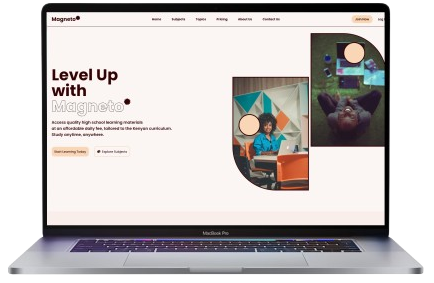 Magneto
Home Subjects Topics Pricing About Us Contact Us
Join Now Log
Level Up
with
Magneto
Access quality high school learning materials
at an affordable daily fee, tailored to the Kenyan curriculum.
Study anytime, anywhere.
Start Learning Today Explore Subjects
MacBook Pro